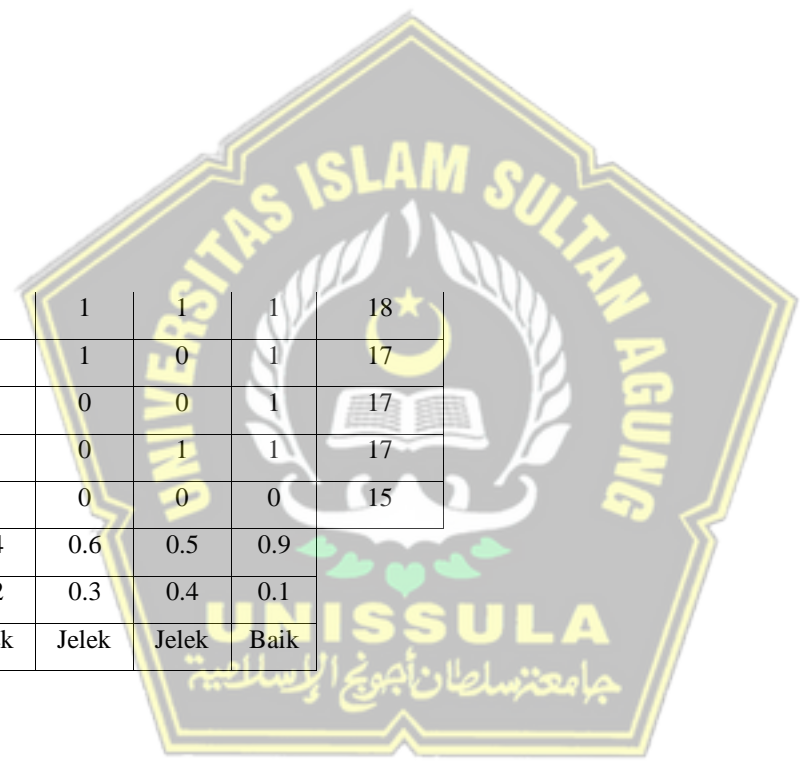 UNIVERSITAS ISLAM SULTAN AGUNG
1 1 1 18
1 0 1 17
0 0 1 17
0 1 1 17
0 0 0 15
4 0.6 0.5 0.9
2 0.3 0.4 0.1
k Jelek Jelek Baik
UNISSULA
جامعة سلطان أجونج الإسلامية